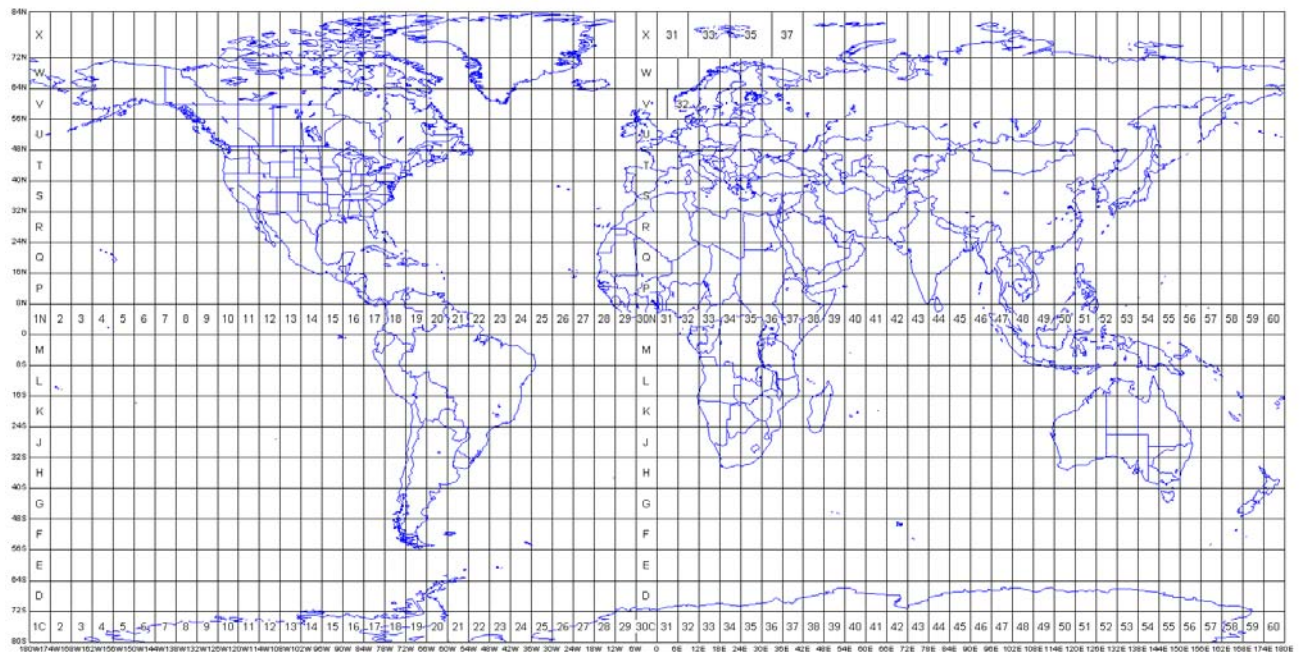 84N
X 31 33 35 37
72N
W W
64N
V V 32
56N
U U
48N
T T
40N
S S
32N
R R
24N
Q Q
16N
P P
8N
1N 2 3 4 5 6 7 8 9 10 11 12 13 14 15 16 17 18 19 20 21 22 23 24 25 26 27 28 29 30N 31 32 33 34 35 36 37 38 39 40 41 42 43 44 45 46 47 48 49 50 51 52 53 54 55 56 57 58 59 60
0
M M
8S
L L
16S
K K
24S
J J
32S
H H
40S
G G
48S
F F
56S
E E
64S
D D
72S
1C 2 3 4 5 6 7 8 9 10 11 12 13 14 15 16 17 18 19 20 21 22 23 24 25 26 27 28 29 30C 31 32 33 34 35 36 37 38 39 40 41 42 43 44 45 46 47 48 49 50 51 52 53 54 55 56 57 58 59 60
80S
180W 174W 168W 162W 156W 150W 144W 138W 132W 126W 120W 114W 108W 102W 96W 90W 84W 78W 72W 66W 60W 54W 48W 42W 36W 30W 24W 18W 12W 6W 0 6E 12E 18E 24E 30E 36E 42E 48E 54E 60E 66E 72E 78E 84E 90E 96E 102E 108E 114E 120E 126E 132E 138E 144E 150E 156E 162E 168E 174E 180E